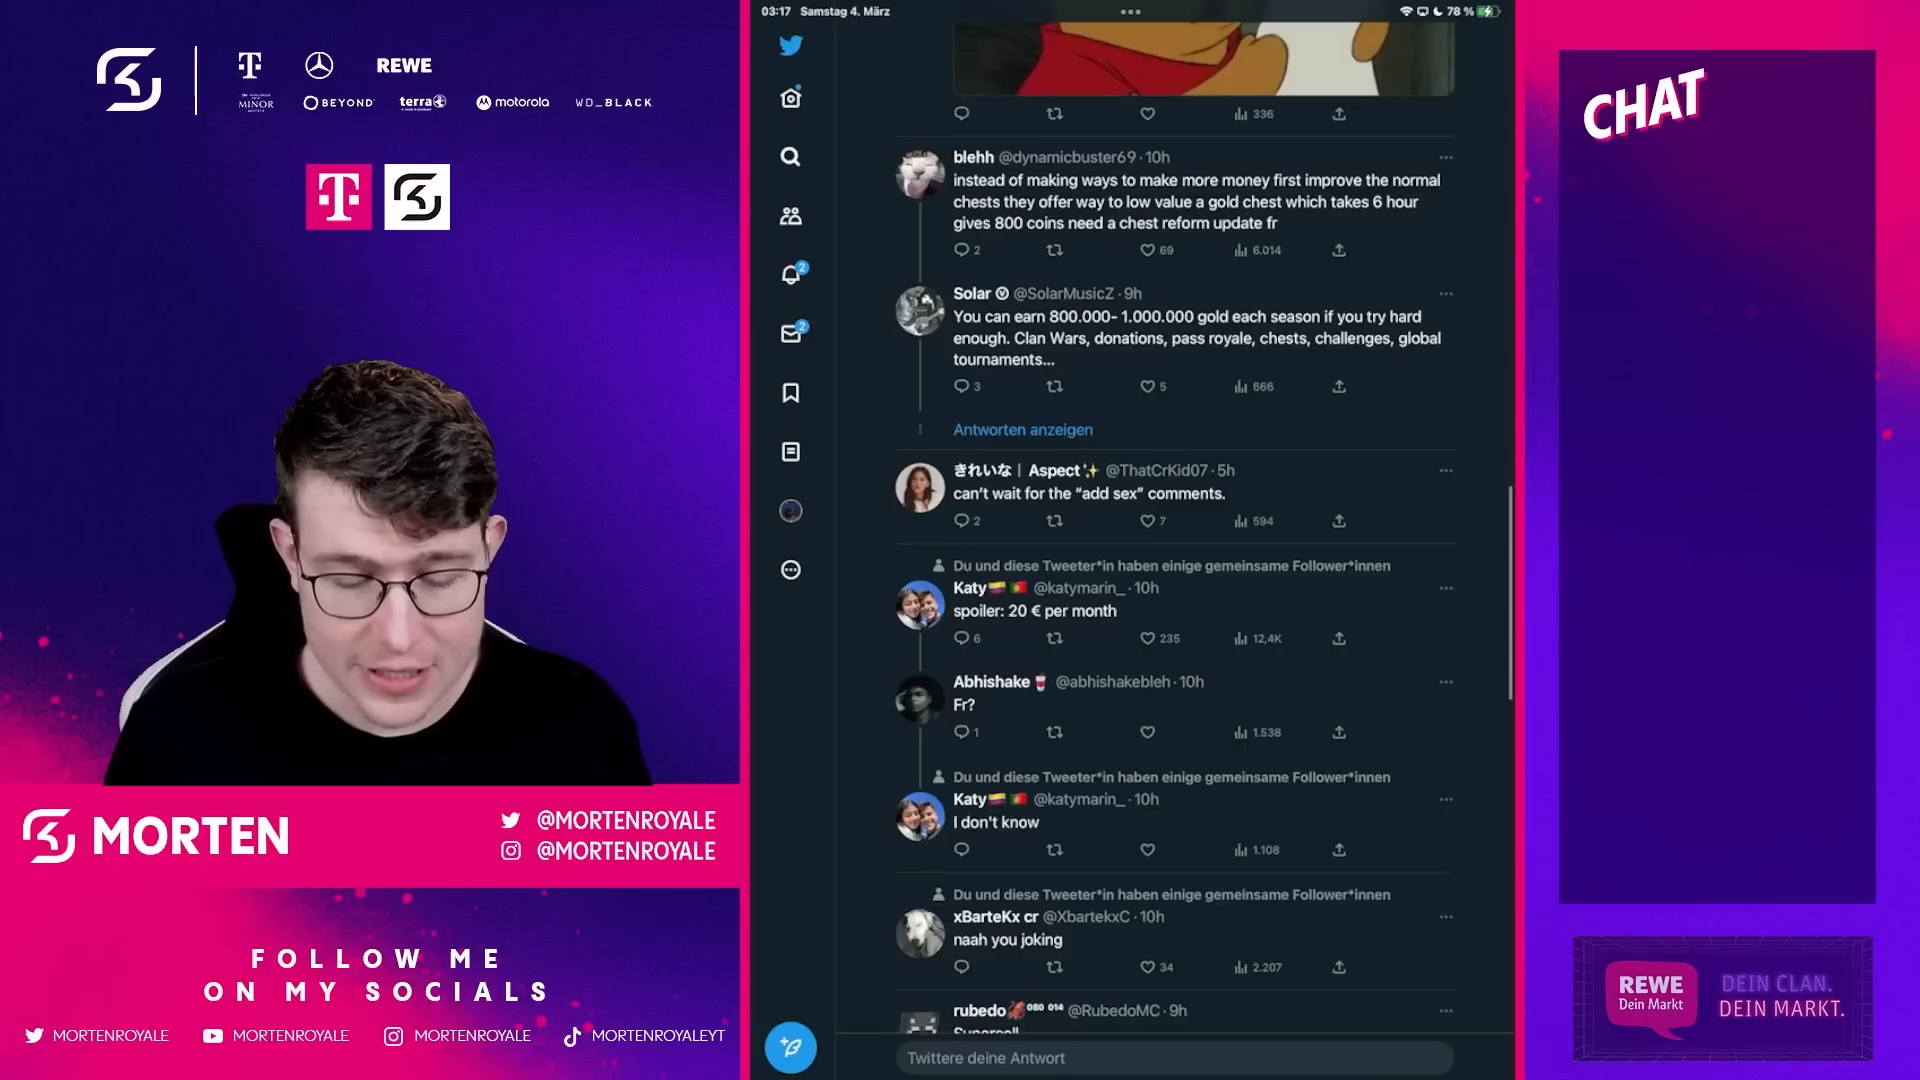 REWE
MINOR
BEYOND
terra
motorola
WD_BLACK
MORTEN
@MORTENROYALE
@MORTENROYALE
FOLLOW ME
ON MY SOCIALS
MORTENROYALE
MORTENROYALE
MORTENROYALE
MORTENROYALEYT
03:17 Samstag 4. März
78 %
336
blehh @dynamicbuster69 · 10h
instead of making ways to make more money first improve the normal
chests they offer way to low value a gold chest which takes 6 hour
gives 800 coins need a chest reform update fr
2 69 6.014
Solar @SolarMusicZ · 9h
You can earn 800.000- 1.000.000 gold each season if you try hard
enough. Clan Wars, donations, pass royale, chests, challenges, global
tournaments...
3 5 666
Antworten anzeigen
きれいな | Aspect✨ @ThatCrKid07 · 5h
can't wait for the "add sex" comments.
2 7 594
Du und diese Tweeter*in haben einige gemeinsame Follower*innen
Katy🇨🇴🇵🇹 @katymarin_ · 10h
spoiler: 20 € per month
6 235 12,4K
Abhishake @abhishakebleh · 10h
Fr?
1 1.538
Du und diese Tweeter*in haben einige gemeinsame Follower*innen
Katy🇨🇴🇵🇹 @katymarin_ · 10h
I don't know
1.108
Du und diese Tweeter*in haben einige gemeinsame Follower*innen
xBarteKx cr @XbartekxC · 10h
naah you joking
34 2.207
rubedo 080 014 @RubedoMC · 9h
Supercell
Twittere deine Antwort
2
2
CHAT
REWE
Dein Markt
DEIN CLAN.
DEIN MARKT.